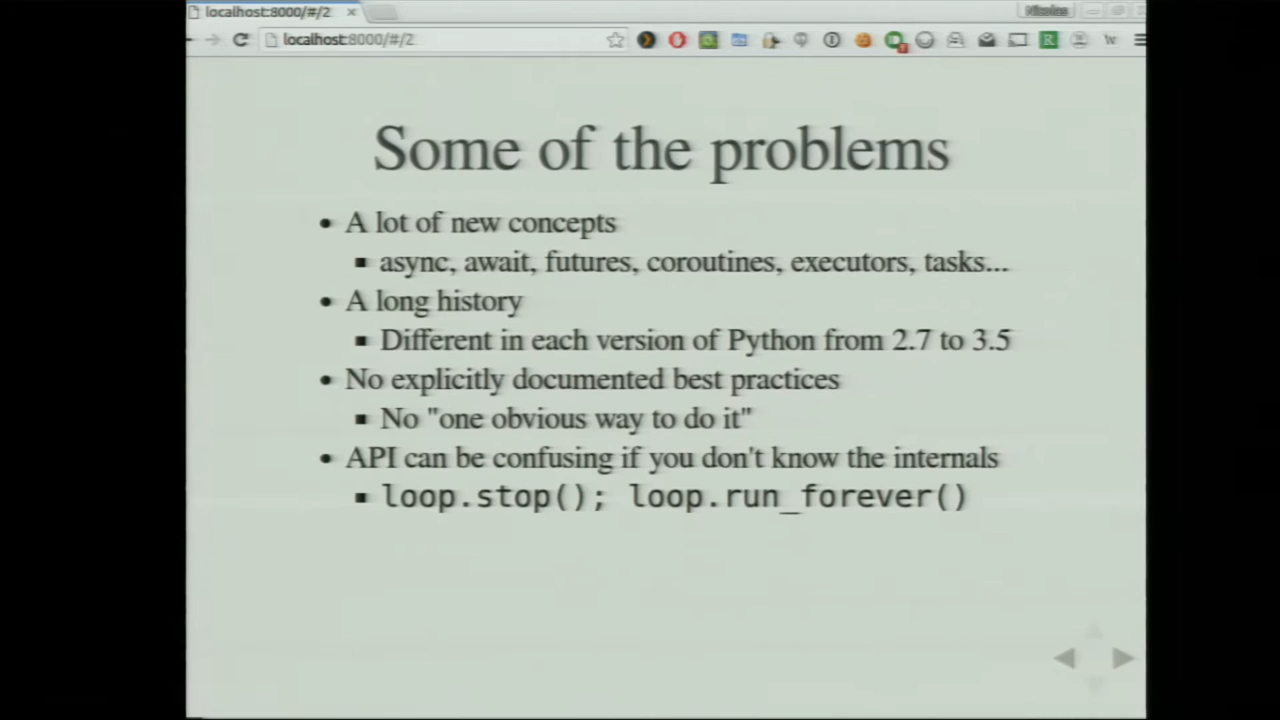 localhost:8000/#/2
Nicolas
localhost:8000/#/2
Some of the problems
• A lot of new concepts
▪ async, await, futures, coroutines, executors, tasks...
• A long history
▪ Different in each version of Python from 2.7 to 3.5
• No explicitly documented best practices
▪ No "one obvious way to do it"
• API can be confusing if you don't know the internals
▪ loop.stop(); loop.run_forever()